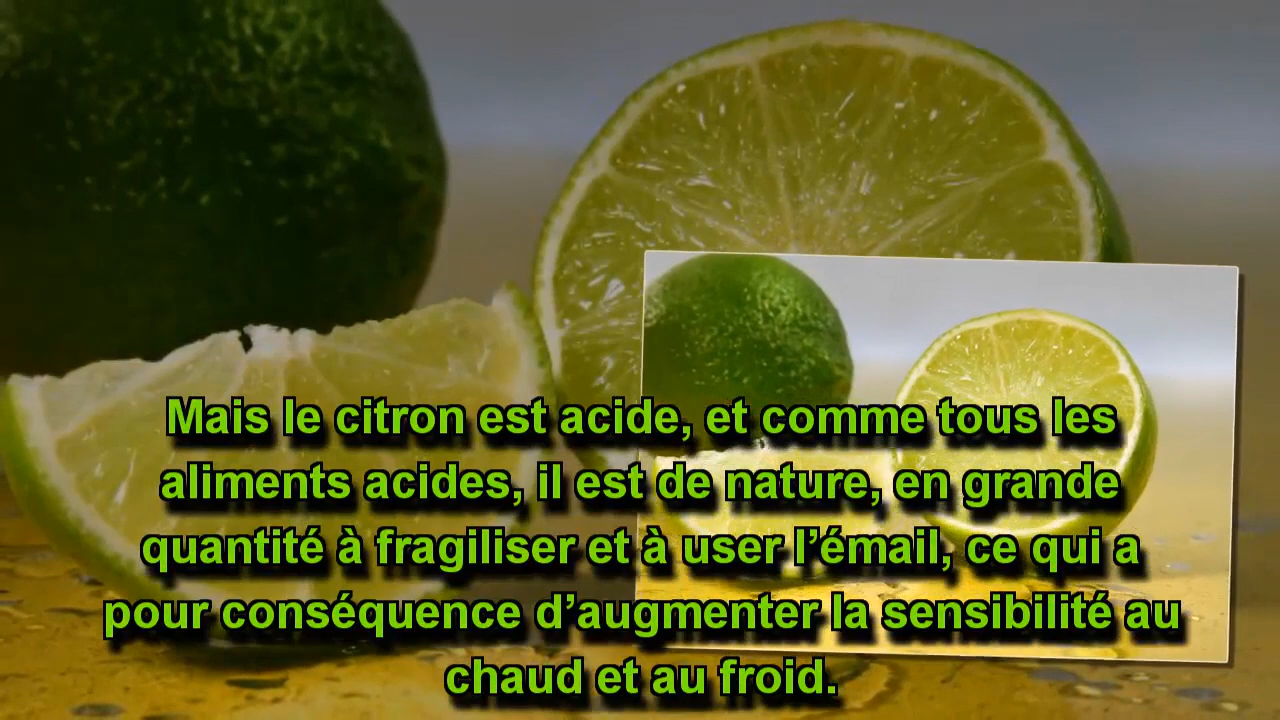 Mais le citron est acide, et comme tous les
aliments acides, il est de nature, en grande
quantité à fragiliser et à user l’émail, ce qui a
pour conséquence d’augmenter la sensibilité au
chaud et au froid.